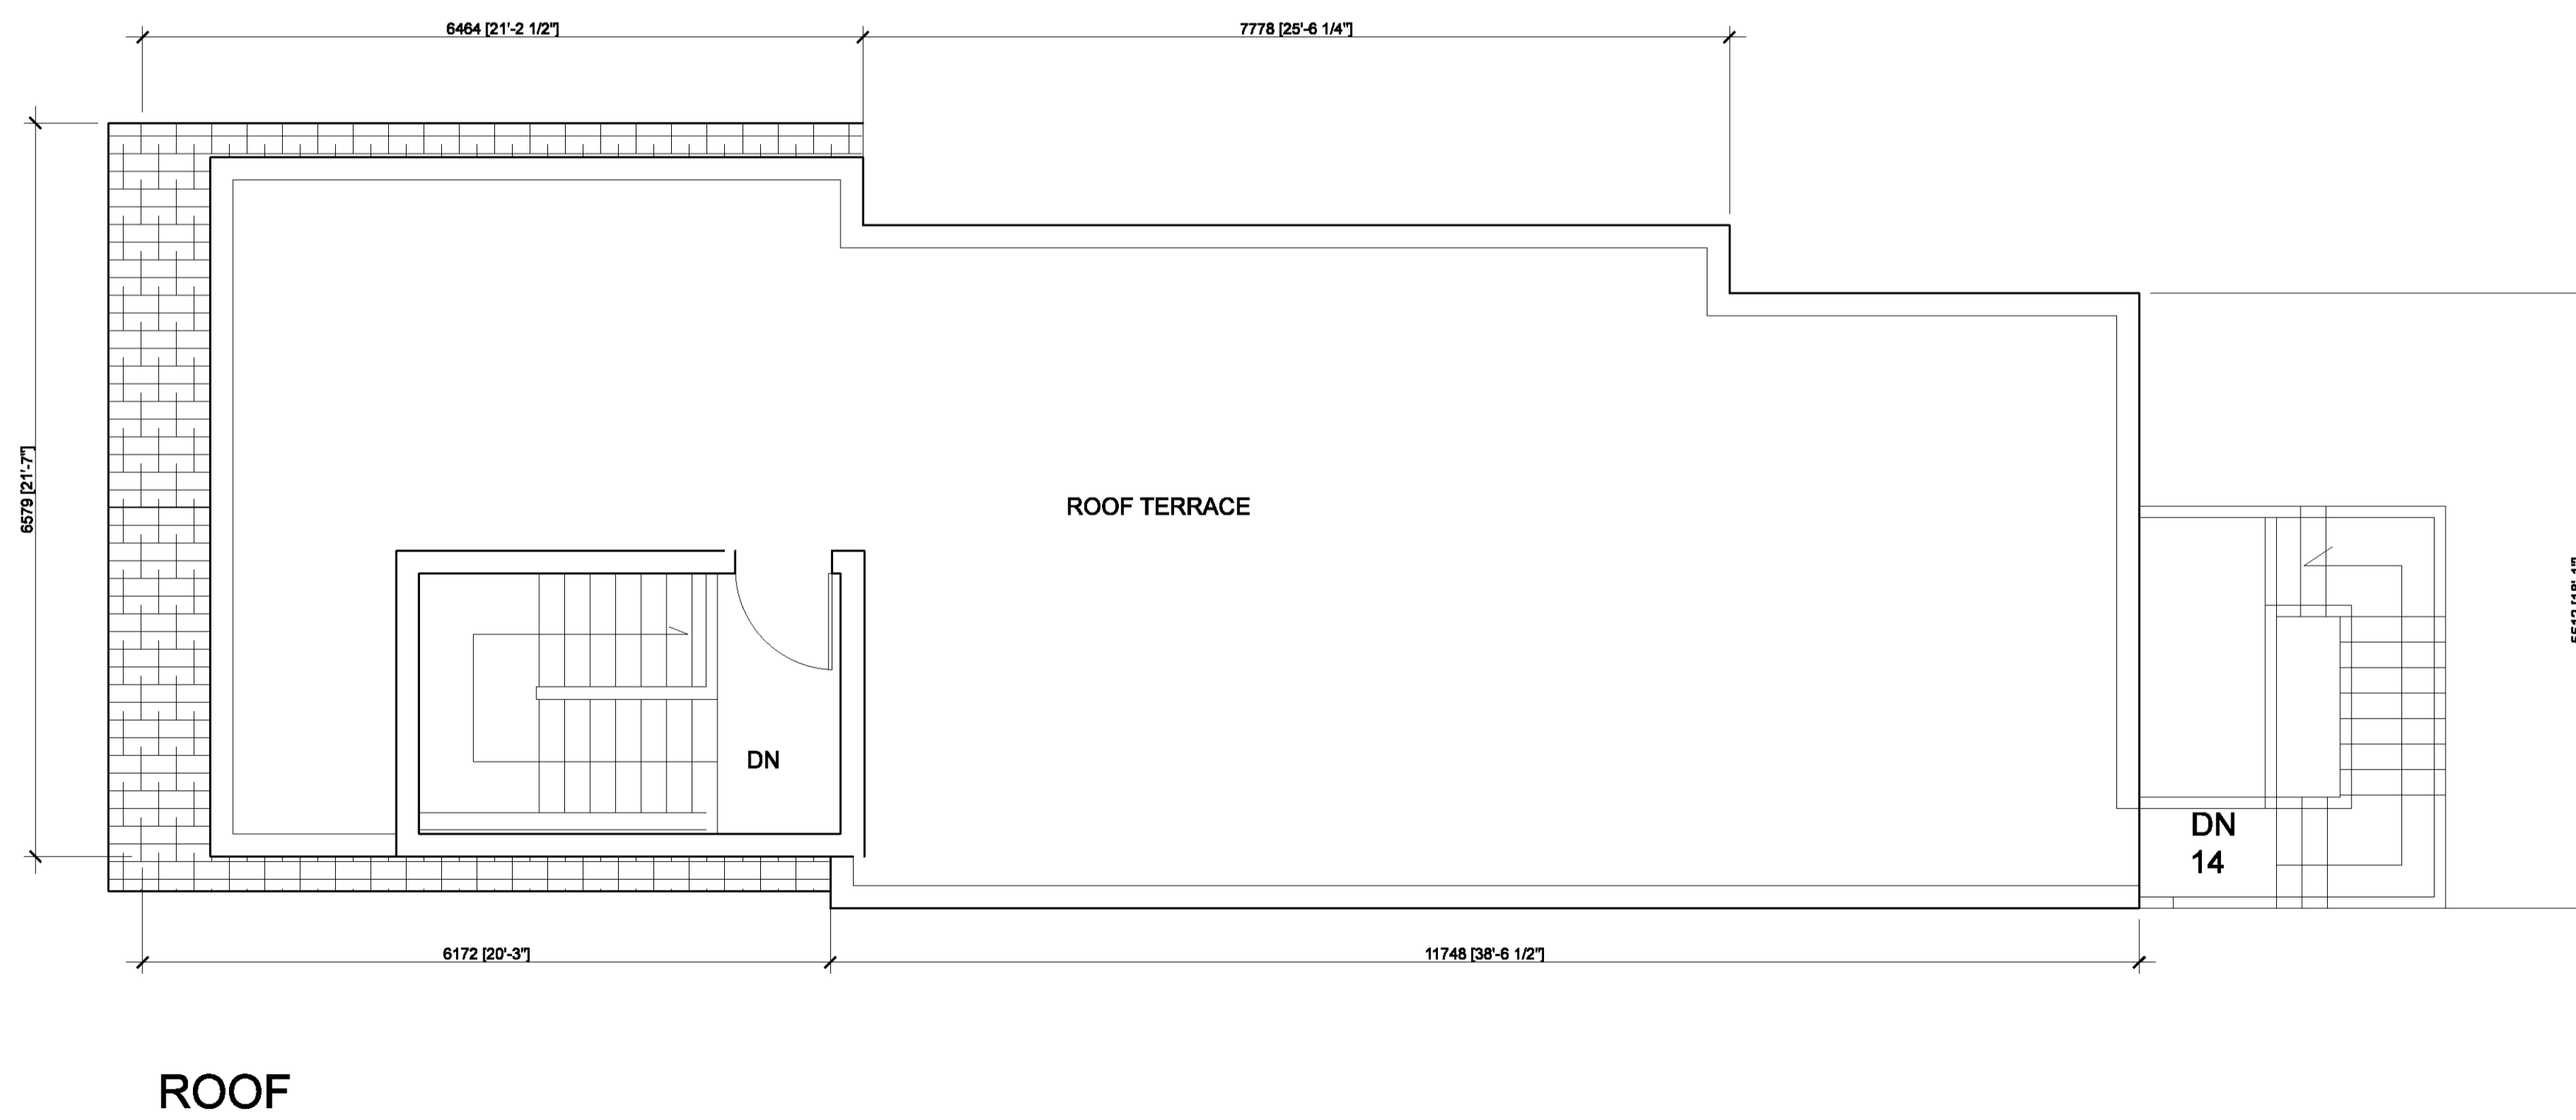 6464 [21'-2 1/2"]
7778 [25'-6 1/4"]
6579 [21'-7"]
ROOF TERRACE
DN
DN
14
6172 [20'-3"]
11748 [38'-6 1/2"]
ROOF